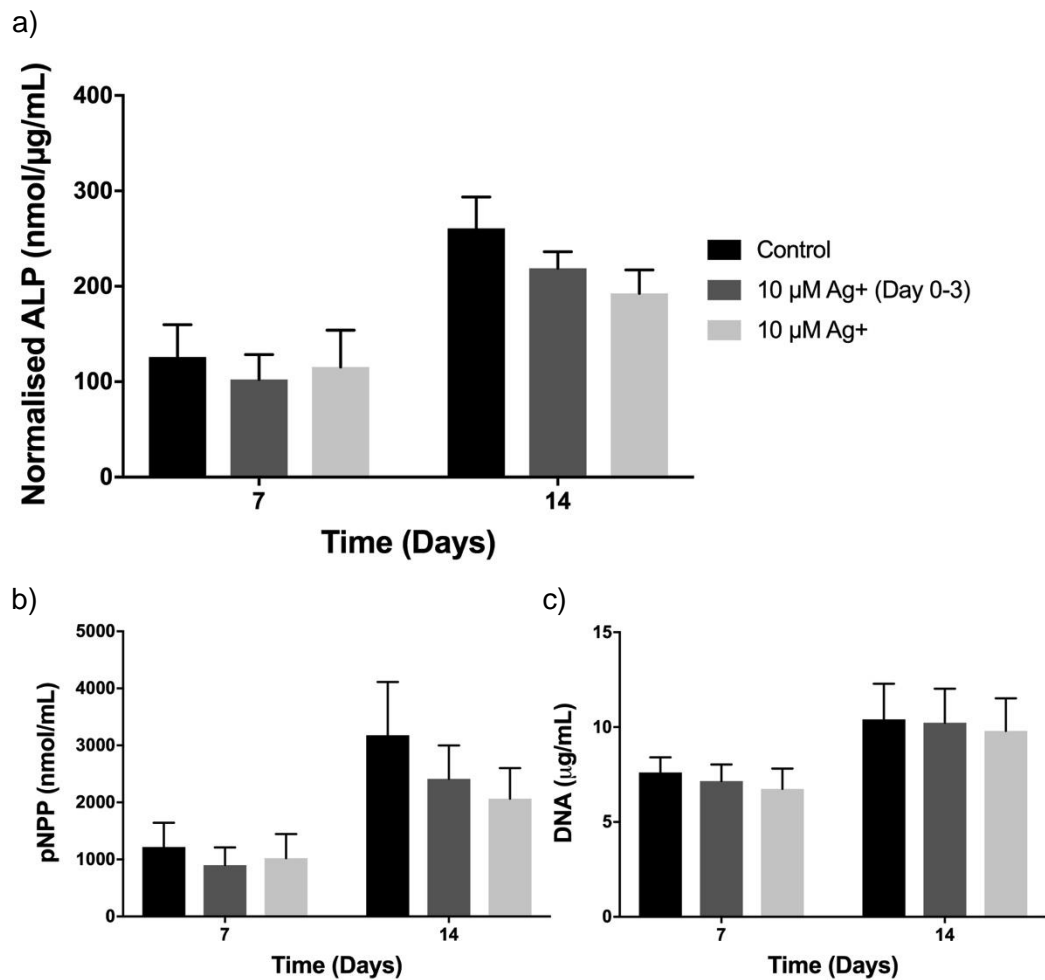 a)
Normalised ALP (nmol/µg/mL)
400
300
200
100
0
7
14
Time (Days)
Control
10 µM Ag+ (Day 0-3)
10 µM Ag+
b)
pNPP (nmol/mL)
5000
4000
3000
2000
1000
0
7
14
Time (Days)
c)
DNA (µg/mL)
15
10
5
0
7
14
Time (Days)